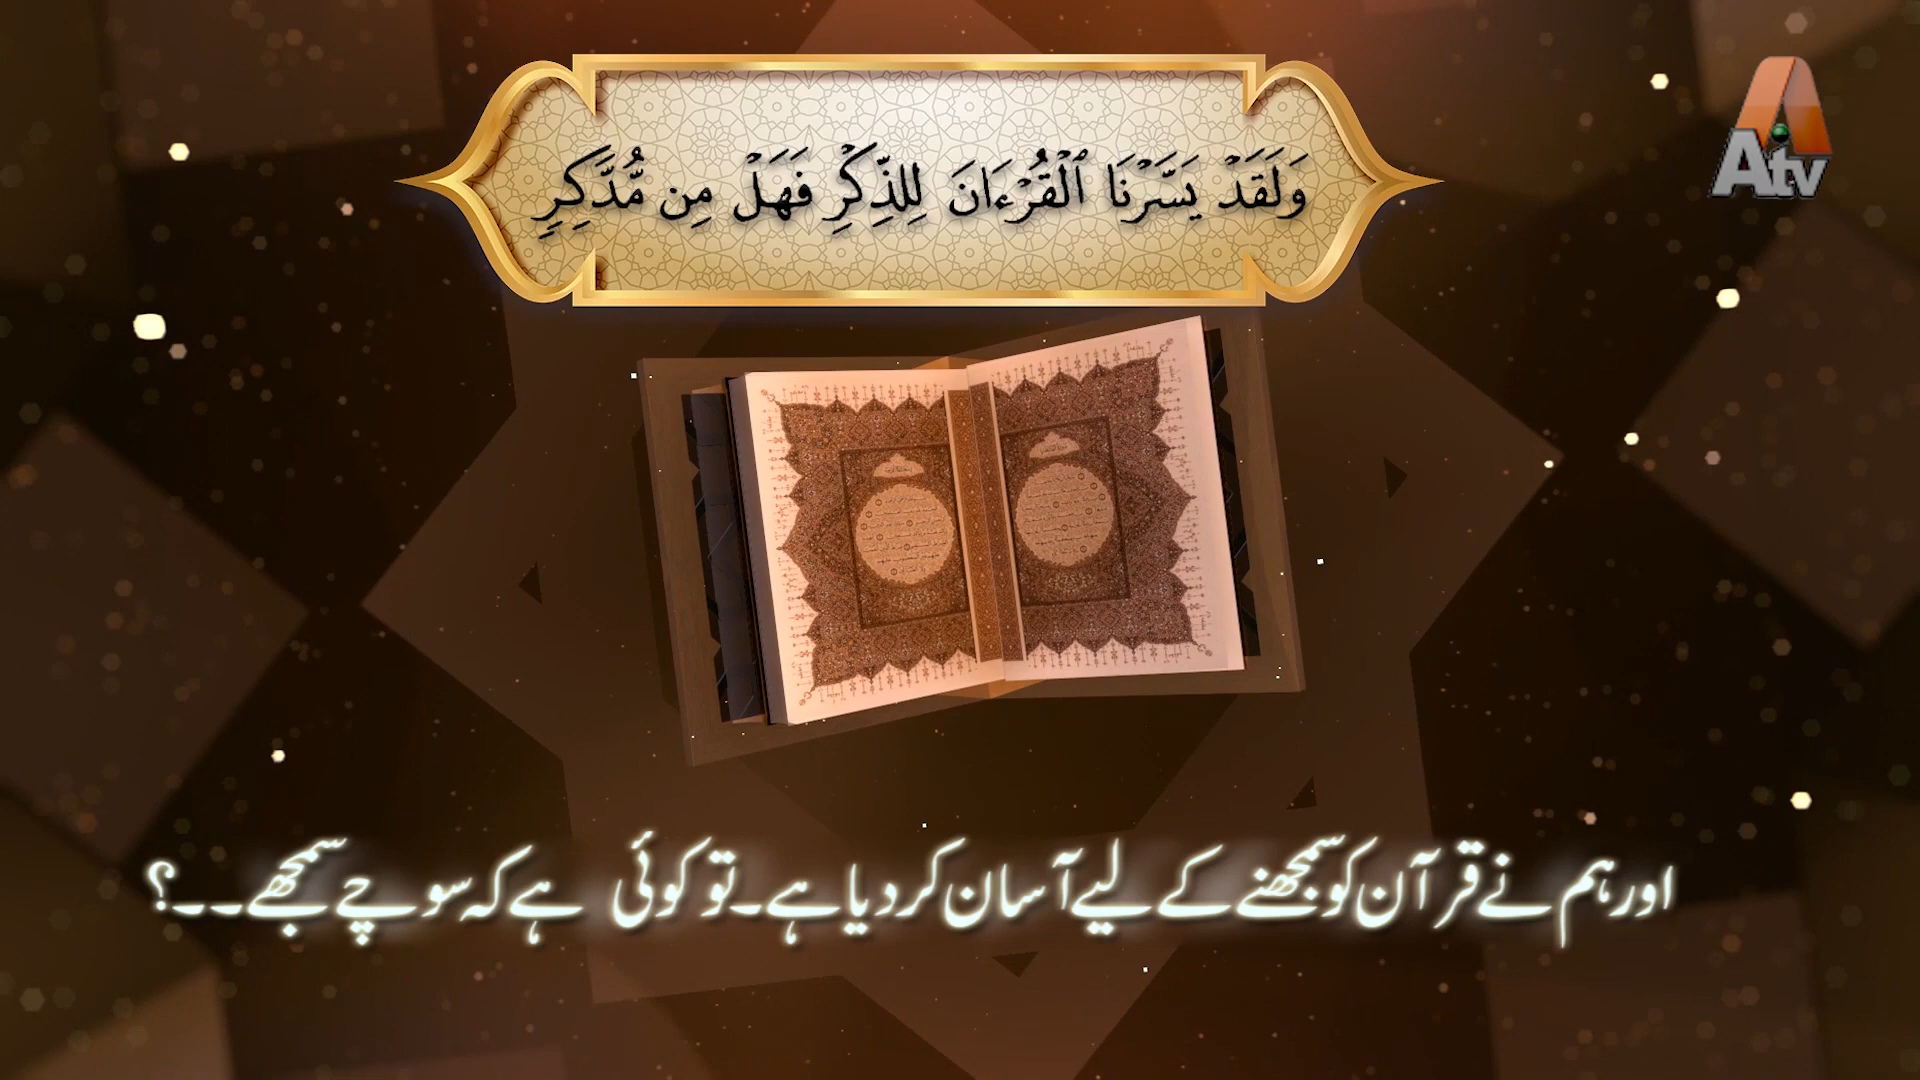 وَلَقَدْ يَسَّرْنَا ٱلْقُرْءَانَ لِلذِّكْرِ فَهَلْ مِن مُّدَّكِرٍ
Atv
اور ہم نے قرآن کو سمجھنے کے لیے آسان کر دیا ہے۔ تو کوئی ہے کہ سوچے سمجھے۔۔۔؟